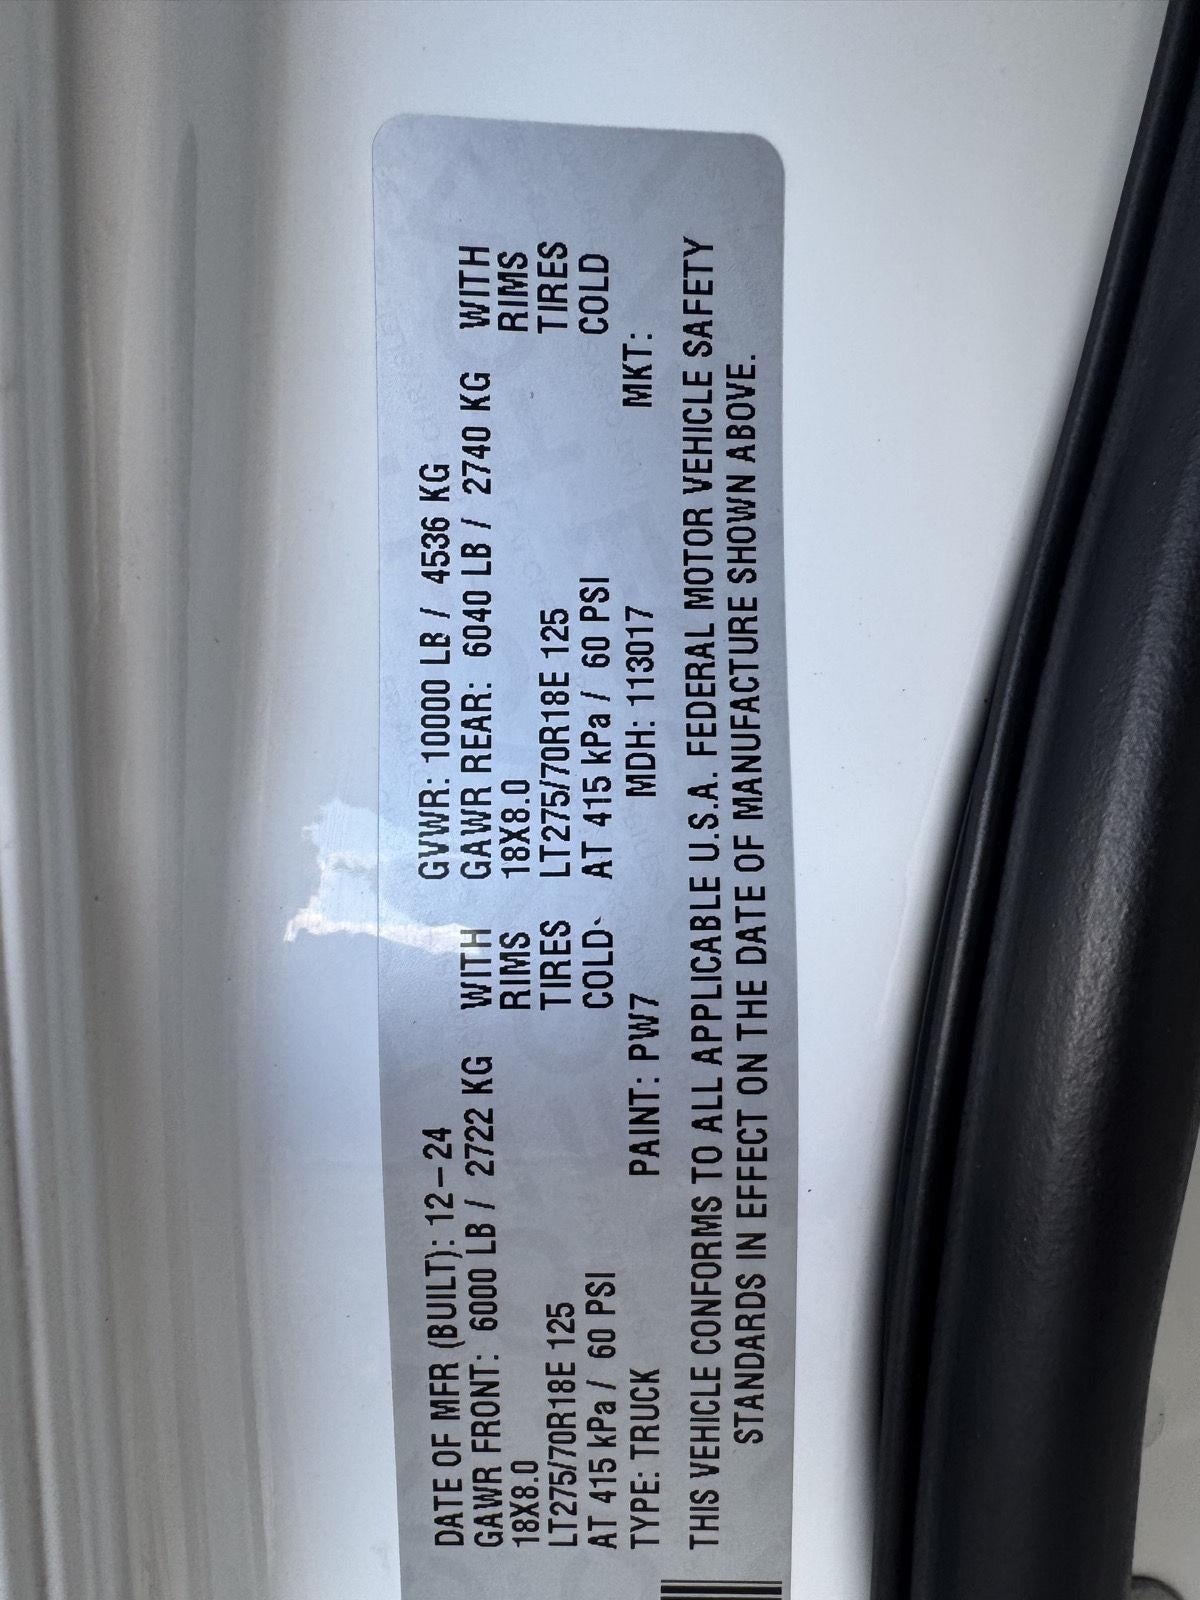 DATE OF MFR (BUILT): 12-24 GVWR: 10000 LB / 4536 KG
GAWR FRONT: 6000 LB / 2722 KG WITH GAWR REAR: 6040 LB / 2740 KG WITH
18X8.0 RIMS 18X8.0 RIMS
LT275/70R18E 125 TIRES LT275/70R18E 125 TIRES
AT 415 kPa / 60 PSI COLD AT 415 kPa / 60 PSI COLD
TYPE: TRUCK PAINT: PW7 MDH: 113017 MKT:
THIS VEHICLE CONFORMS TO ALL APPLICABLE U.S.A. FEDERAL MOTOR VEHICLE SAFETY
STANDARDS IN EFFECT ON THE DATE OF MANUFACTURE SHOWN ABOVE.